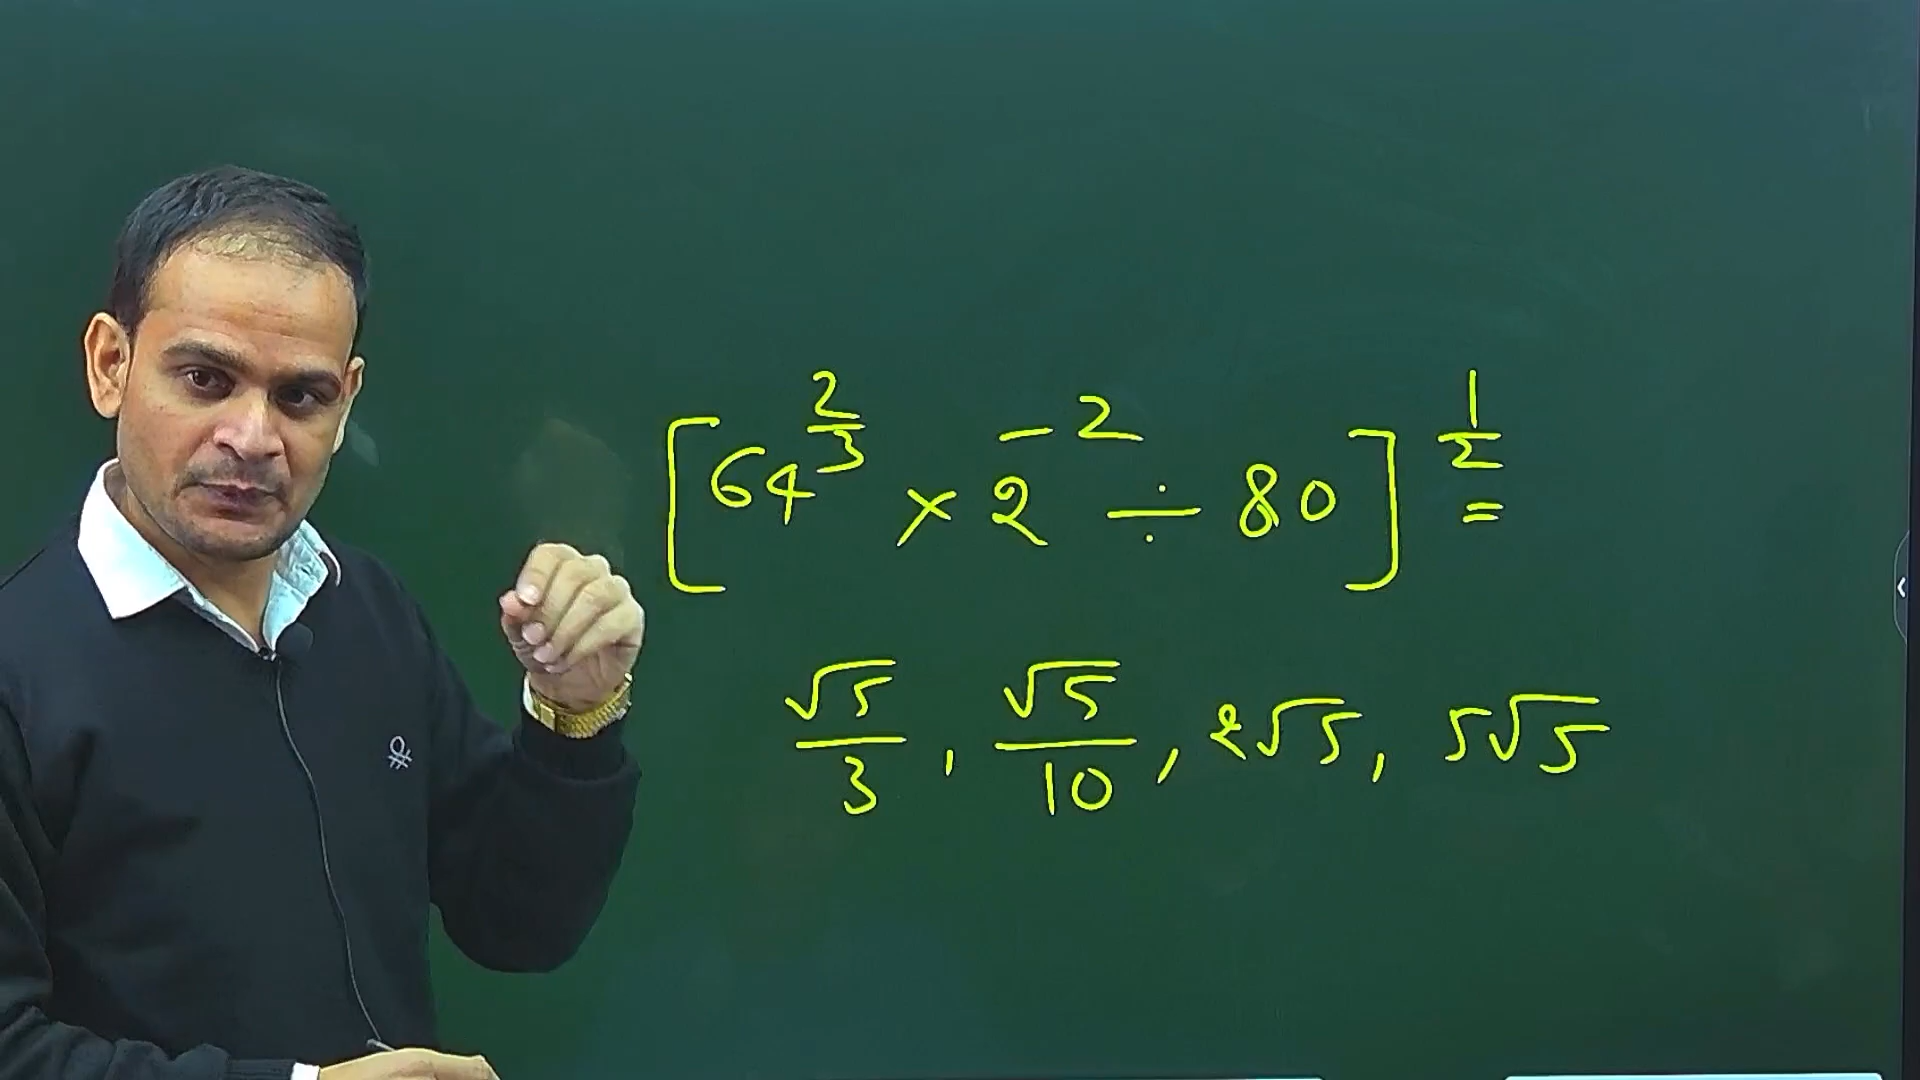 [64^(2/3) × 2^(-2) ÷ 80]^(1/2) =
√5/3 , √5/10 , 2√5 , 5√5